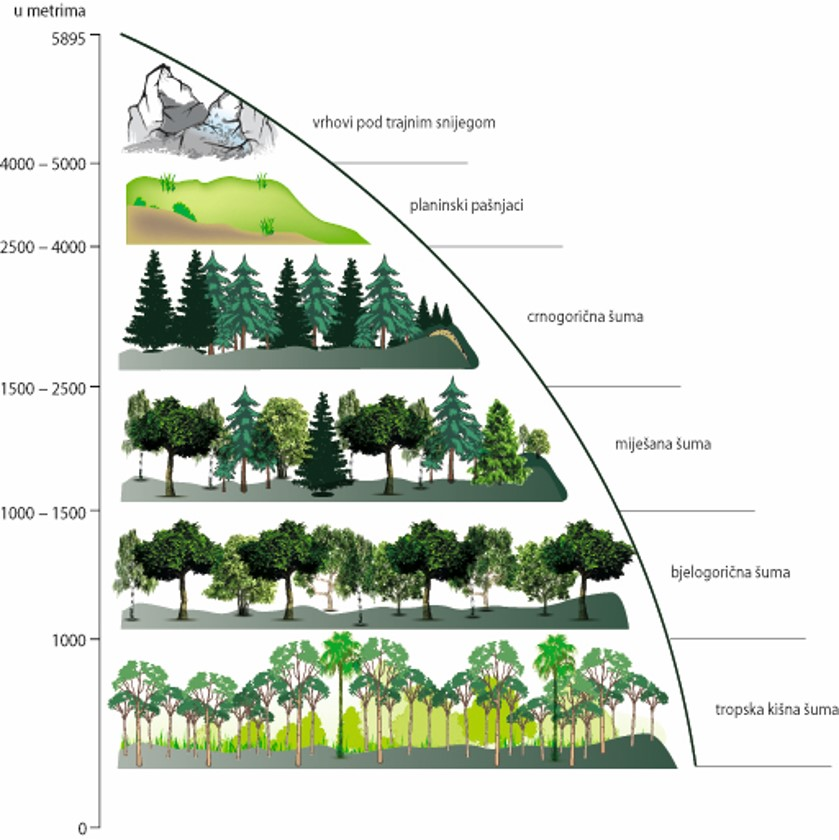 u metrima
5895
vrhovi pod trajnim snijegom
4000 – 5000
planinski pašnjaci
2500 – 4000
crnogorična šuma
1500 – 2500
miješana šuma
1000 – 1500
bjelogorična šuma
1000
tropska kišna šuma
0